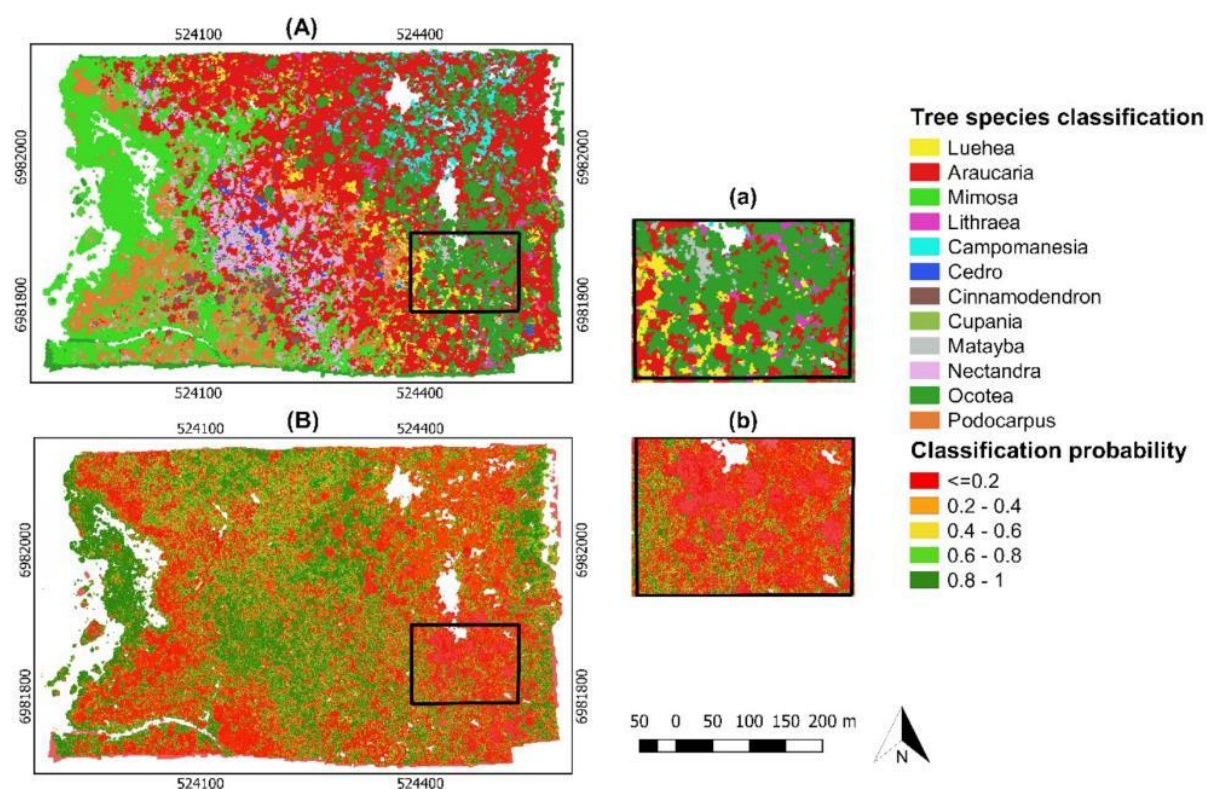 (A)
524100 524400
6982000
6981800
6982000
6981800
524100 524400
(B)
524100 524400
6982000
6981800
6982000
6981800
524100 524400
(a)
(b)
Tree species classification
Luehea
Araucaria
Mimosa
Lithraea
Campomanesia
Cedro
Cinnamodendron
Cupania
Matayba
Nectandra
Ocotea
Podocarpus
Classification probability
<=0.2
0.2 - 0.4
0.4 - 0.6
0.6 - 0.8
0.8 - 1
50 0 50 100 150 200 m
N